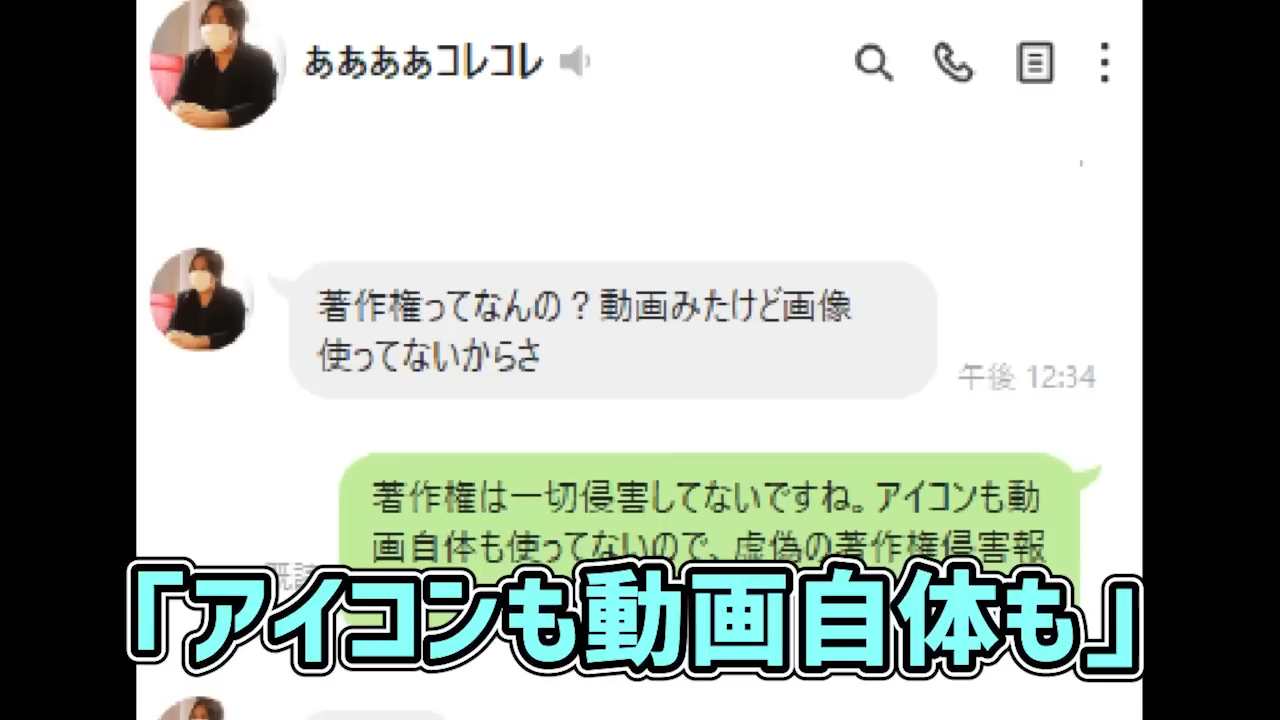 ああああコレコレ
著作権ってなんの？動画みたけど画像
使ってないからさ
午後 12:34
著作権は一切侵害してないですね。アイコンも動
画自体も使ってないので、虚偽の著作権侵害報
既読
「アイコンも動画自体も」